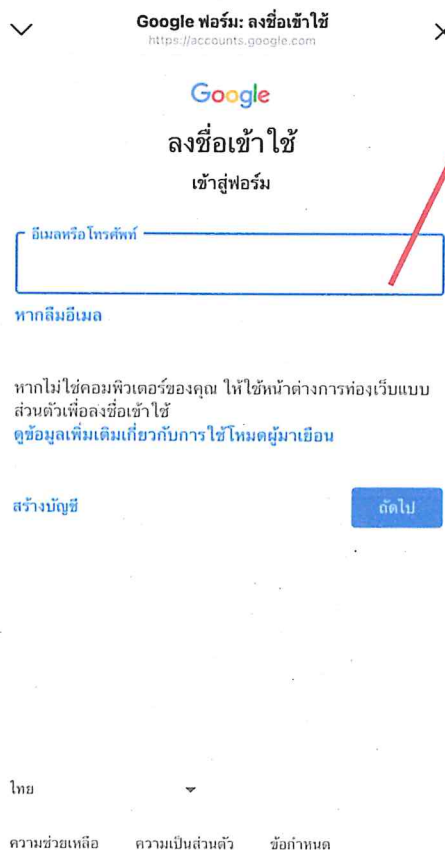 Google ฟอร์ม: ลงชื่อเข้าใช้
https://accounts.google.com
Google
ลงชื่อเข้าใช้
เข้าสู่ฟอร์ม
อีเมลหรือโทรศัพท์
หากลืมอีเมล
หากไม่ใช่คอมพิวเตอร์ของคุณ ให้ใช้หน้าต่างการท่องเว็บแบบ
ส่วนตัวเพื่อลงชื่อเข้าใช้
ดูข้อมูลเพิ่มเติมเกี่ยวกับการใช้โหมดผู้มาเยือน
สร้างบัญชี
ถัดไป
ไทย
ความช่วยเหลือ ความเป็นส่วนตัว ข้อกำหนด